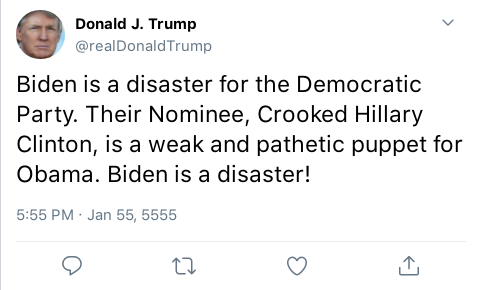 Donald J. Trump
@realDonaldTrump
Biden is a disaster for the Democratic
Party. Their Nominee, Crooked Hillary
Clinton, is a weak and pathetic puppet for
Obama. Biden is a disaster!
5:55 PM · Jan 55, 5555